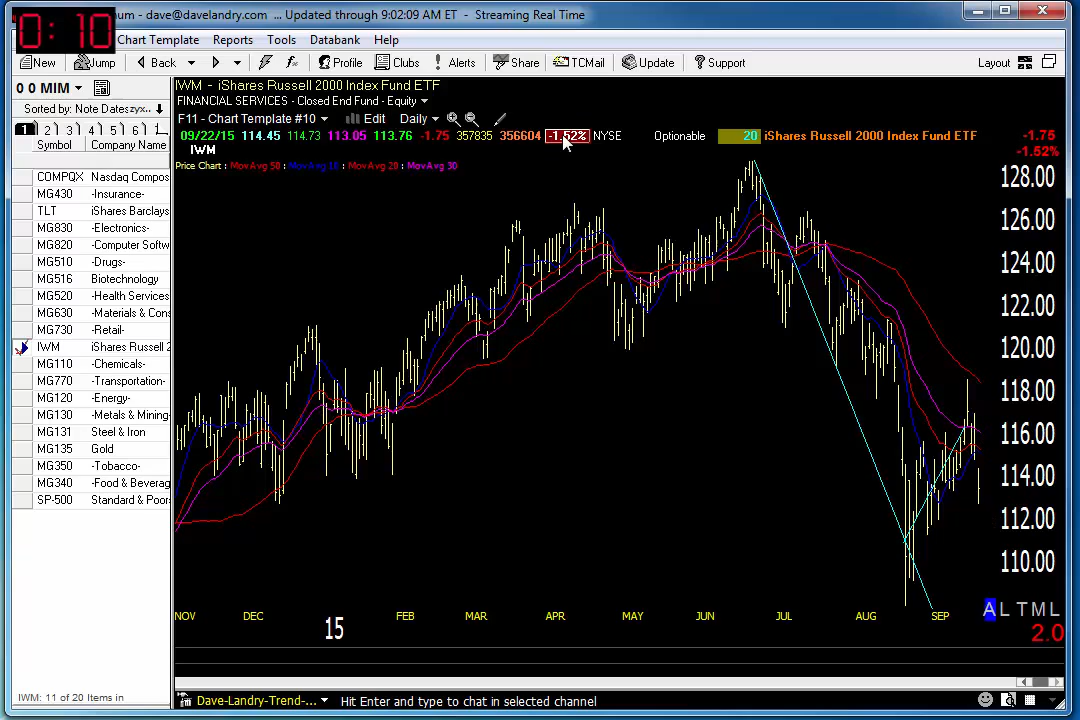 0:10
num - dave@davelandry.com ... Updated through 9:02:09 AM ET - Streaming Real Time
Chart Template Reports Tools Databank Help
New Jump Back Profile Clubs Alerts Share TCMail Update Support Layout
0 0 MIM
Sorted by: Note Dateszyx..
1 2 3 4 5 6
Symbol Company Name
COMPQX Nasdaq Compos
MG430 -Insurance-
TLT iShares Barclays
MG830 -Electronics-
MG820 -Computer Softw
MG510 -Drugs-
MG516 Biotechnology
MG520 -Health Services
MG630 -Materials & Cons
MG730 -Retail-
IWM iShares Russell 2
MG110 -Chemicals-
MG770 -Transportation-
MG120 -Energy-
MG130 -Metals & Mining-
MG131 Steel & Iron
MG135 Gold
MG350 -Tobacco-
MG340 -Food & Beverag
SP-500 Standard & Poor
IWM: 11 of 20 Items in
IWM - iShares Russell 2000 Index Fund ETF
FINANCIAL SERVICES - Closed End Fund - Equity
F11 - Chart Template #10 Edit Daily
09/22/15 114.45 114.73 113.05 113.76 -1.75 357835 356604 -1.52% NYSE Optionable 20 iShares Russell 2000 Index Fund ETF -1.75
IWM -1.52%
Price Chart : MovAvg 50 : MovAvg 10 : MovAvg 20 : MovAvg 30
128.00
126.00
124.00
122.00
120.00
118.00
116.00
114.00
112.00
110.00
A L T M L
2.0
NOV DEC 15 FEB MAR APR MAY JUN JUL AUG SEP
Dave-Landry-Trend-... Hit Enter and type to chat in selected channel